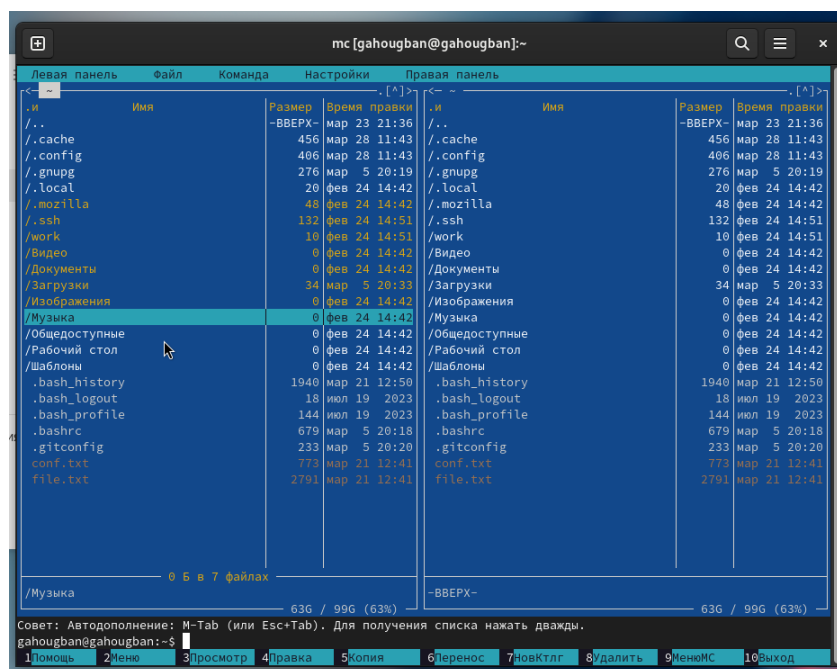 mc [gahougban@gahougban]:~
Левая панель Файл Команда Настройки Правая панель
<— ~ .[^]> <— ~ .[^]>
.и Имя Размер Время правки .и Имя Размер Время правки
/.. -ВВЕРХ- мар 23 21:36 /.. -ВВЕРХ- мар 23 21:36
/.cache 456 мар 28 11:43 /.cache 456 мар 28 11:43
/.config 406 мар 28 11:43 /.config 406 мар 28 11:43
/.gnupg 276 мар 5 20:19 /.gnupg 276 мар 5 20:19
/.local 20 фев 24 14:42 /.local 20 фев 24 14:42
/.mozilla 48 фев 24 14:42 /.mozilla 48 фев 24 14:42
/.ssh 132 фев 24 14:51 /.ssh 132 фев 24 14:51
/work 10 фев 24 14:51 /work 10 фев 24 14:51
/Видео 0 фев 24 14:42 /Видео 0 фев 24 14:42
/Документы 0 фев 24 14:42 /Документы 0 фев 24 14:42
/Загрузки 34 мар 5 20:33 /Загрузки 34 мар 5 20:33
/Изображения 0 фев 24 14:42 /Изображения 0 фев 24 14:42
/Музыка 0 фев 24 14:42 /Музыка 0 фев 24 14:42
/Общедоступные 0 фев 24 14:42 /Общедоступные 0 фев 24 14:42
/Рабочий стол 0 фев 24 14:42 /Рабочий стол 0 фев 24 14:42
/Шаблоны 0 фев 24 14:42 /Шаблоны 0 фев 24 14:42
.bash_history 1940 мар 21 12:50 .bash_history 1940 мар 21 12:50
.bash_logout 18 июл 19 2023 .bash_logout 18 июл 19 2023
.bash_profile 144 июл 19 2023 .bash_profile 144 июл 19 2023
.bashrc 679 мар 5 20:18 .bashrc 679 мар 5 20:18
.gitconfig 233 мар 5 20:20 .gitconfig 233 мар 5 20:20
conf.txt 773 мар 21 12:41 conf.txt 773 мар 21 12:41
file.txt 2791 мар 21 12:41 file.txt 2791 мар 21 12:41
0 Б в 7 файлах
/Музыка -ВВЕРХ-
63G / 99G (63%) 63G / 99G (63%)
Совет: Автодополнение: M-Tab (или Esc+Tab). Для получения списка нажать дважды.
gahougban@gahougban:~$
1Помощь 2Меню 3Просмотр 4Правка 5Копия 6Перенос 7НовКтлг 8Удалить 9МенюМС 10Выход